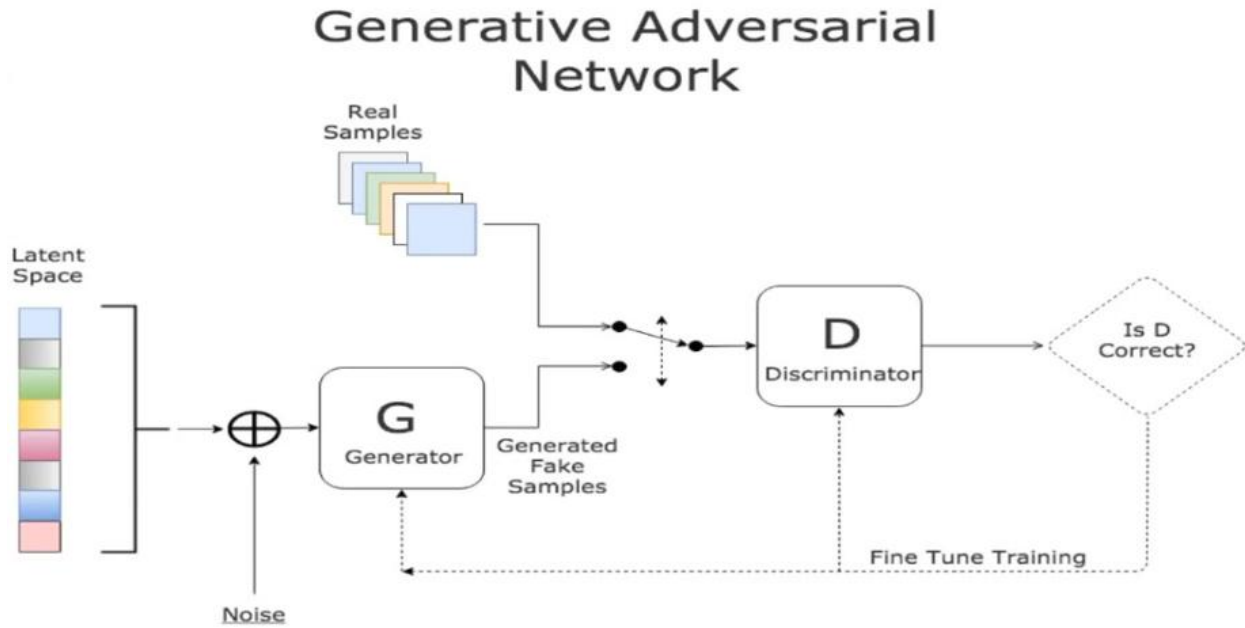 Generative Adversarial
Network
Real
Samples
Latent
Space
D
Discriminator
Is D
Correct?
G
Generator
Generated
Fake
Samples
Fine Tune Training
Noise